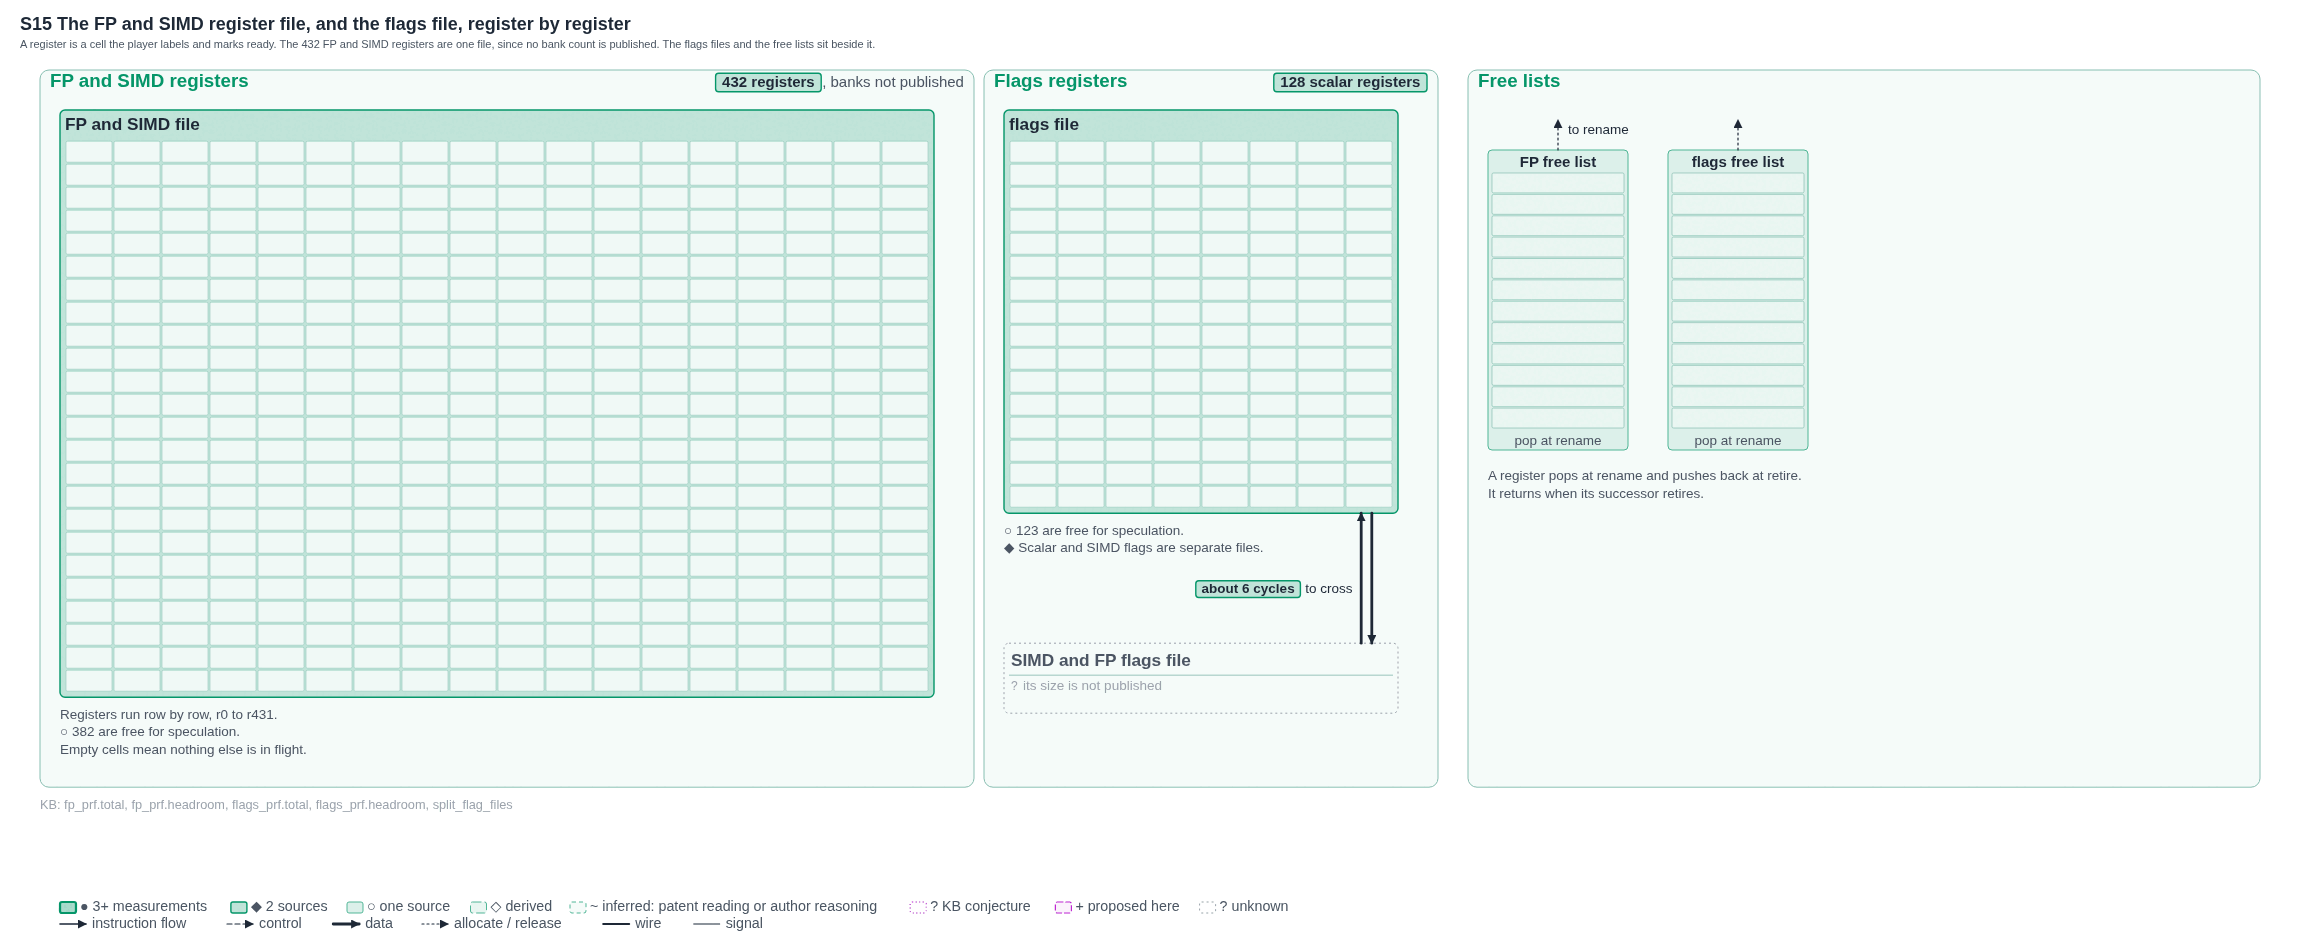 S15 The FP and SIMD register file, and the flags file, register by register
A register is a cell the player labels and marks ready. The 432 FP and SIMD registers are one file, since no bank count is published. The flags files and the free lists sit beside it.
FP and SIMD registers
432 registers, banks not published
FP and SIMD file
Registers run row by row, r0 to r431.
○ 382 are free for speculation.
Empty cells mean nothing else is in flight.
Flags registers
128 scalar registers
flags file
○ 123 are free for speculation.
◆ Scalar and SIMD flags are separate files.
about 6 cycles to cross
SIMD and FP flags file
? its size is not published
Free lists
to rename
FP free list
pop at rename
flags free list
pop at rename
A register pops at rename and pushes back at retire.
It returns when its successor retires.
KB: fp_prf.total, fp_prf.headroom, flags_prf.total, flags_prf.headroom, split_flag_files
● 3+ measurements ◆ 2 sources ○ one source ◇ derived ~ inferred: patent reading or author reasoning ? KB conjecture + proposed here ? unknown
instruction flow control data allocate / release wire signal